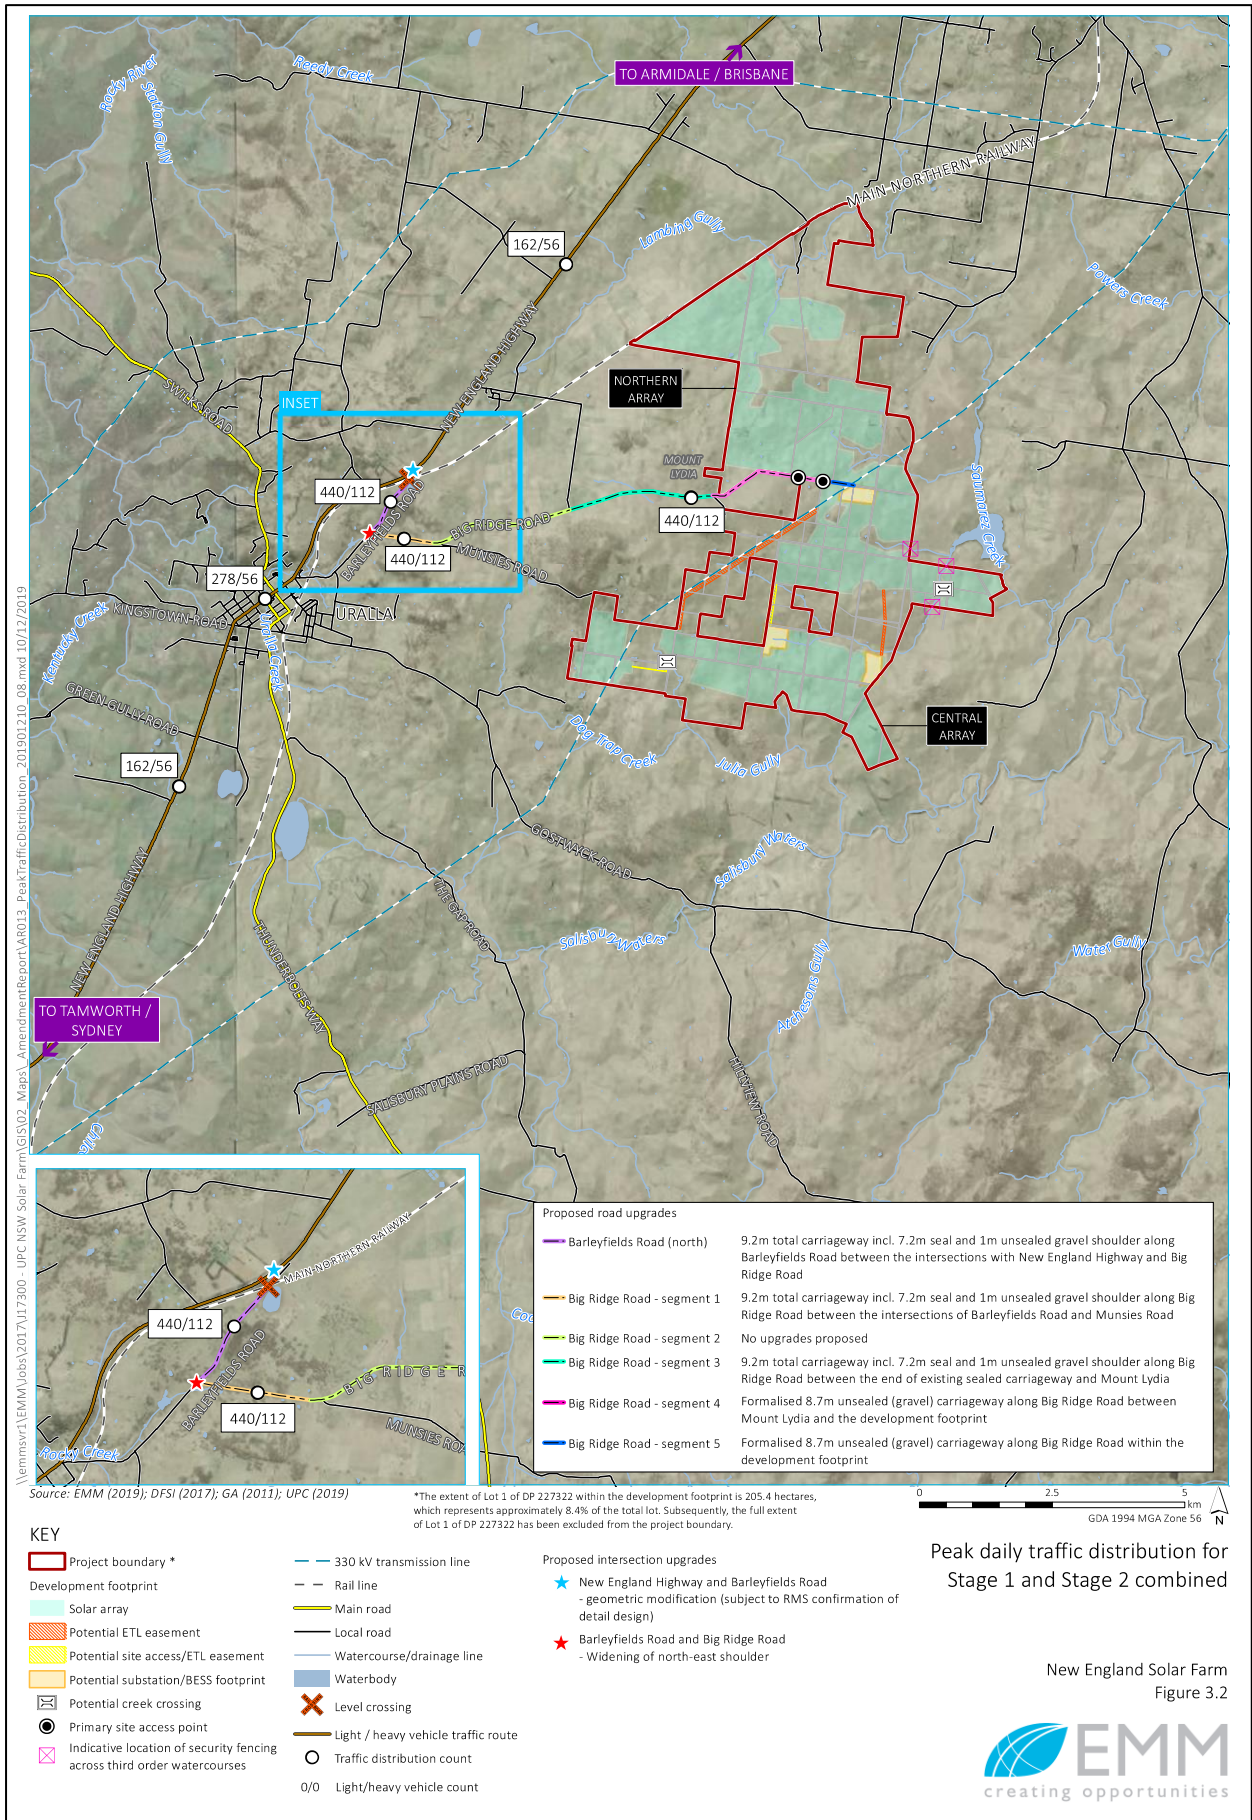 TO ARMIDALE / BRISBANE
Rocky River
Station Gully
Reedy Creek
MAIN NORTHERN RAILWAY
Lambing Gully
Powers Creek
162/56
NEW ENGLAND HIGHWAY
NORTHERN
ARRAY
SWILKS ROAD
INSET
MOUNT
LYDIA
440/112
BARLEYFIELDS ROAD
BIG RIDGE ROAD
440/112
440/112
MUNSIES ROAD
Saumarez Creek
278/56
KINGSTOWN ROAD
URALLA
Uralla Creek
Kentucky Creek
GREEN GULLY ROAD
CENTRAL
ARRAY
Dog Trap Creek
Julia Gully
162/56
GOSTWYCK ROAD
Salisbury Waters
THE GAP ROAD
NEW ENGLAND HIGHWAY
THUNDERBOLTS WAY
Salisbury Waters
Atchesons Gully
Water Gully
TO TAMWORTH /
SYDNEY
SALISBURY PLAINS ROAD
HILLVIEW ROAD
\\emmsvr1\EMM\Jobs\2017\J17300 - UPC NSW Solar Farm\GIS\02_Maps\_AmendmentReport\AR013_PeakTrafficDistribution_201901210_08.mxd 10/12/2019
MAIN NORTHERN RAILWAY
440/112
BARLEYFIELDS ROAD
BIG RIDGE R
440/112
MUNSIES ROA
Rocky Creek
Proposed road upgrades
Barleyfields Road (north) 9.2m total carriageway incl. 7.2m seal and 1m unsealed gravel shoulder along
Barleyfields Road between the intersections with New England Highway and Big
Ridge Road
Big Ridge Road - segment 1 9.2m total carriageway incl. 7.2m seal and 1m unsealed gravel shoulder along Big
Ridge Road between the intersections of Barleyfields Road and Munsies Road
Big Ridge Road - segment 2 No upgrades proposed
Big Ridge Road - segment 3 9.2m total carriageway incl. 7.2m seal and 1m unsealed gravel shoulder along Big
Ridge Road between the end of existing sealed carriageway and Mount Lydia
Big Ridge Road - segment 4 Formalised 8.7m unsealed (gravel) carriageway along Big Ridge Road between
Mount Lydia and the development footprint
Big Ridge Road - segment 5 Formalised 8.7m unsealed (gravel) carriageway along Big Ridge Road within the
development footprint
Source: EMM (2019); DFSI (2017); GA (2011); UPC (2019)
*The extent of Lot 1 of DP 227322 within the development footprint is 205.4 hectares,
which represents approximately 8.4% of the total lot. Subsequently, the full extent
of Lot 1 of DP 227322 has been excluded from the project boundary.
0 2.5 5
km
GDA 1994 MGA Zone 56
N
KEY
Project boundary *
Development footprint
Solar array
Potential ETL easement
Potential site access/ETL easement
Potential substation/BESS footprint
Potential creek crossing
Primary site access point
Indicative location of security fencing
across third order watercourses
330 kV transmission line
Rail line
Main road
Local road
Watercourse/drainage line
Waterbody
Level crossing
Light / heavy vehicle traffic route
Traffic distribution count
0/0 Light/heavy vehicle count
Proposed intersection upgrades
New England Highway and Barleyfields Road
- geometric modification (subject to RMS confirmation of
detail design)
Barleyfields Road and Big Ridge Road
- Widening of north-east shoulder
Peak daily traffic distribution for
Stage 1 and Stage 2 combined
New England Solar Farm
Figure 3.2
EMM
creating opportunities